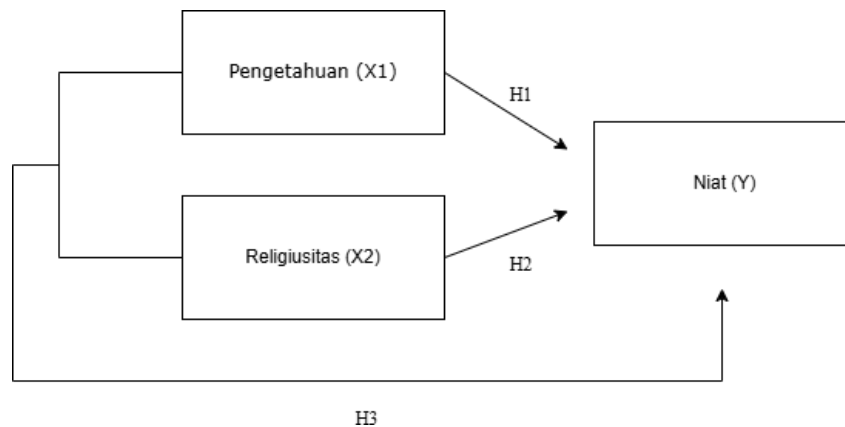 Pengetahuan (X1)
H1
Niat (Y)
Religiusitas (X2)
H2
H3